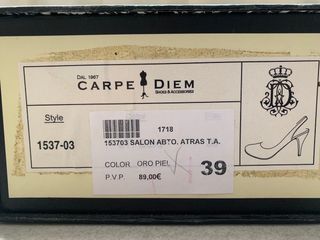 DAL 1967
CARPE DIEM
SHOES & ACCESSORIES
Style
1537-03
1718
153703 SALON ABTO. ATRAS T.A.
COLOR ORO PIEL
39
P.V.P. 89,00€